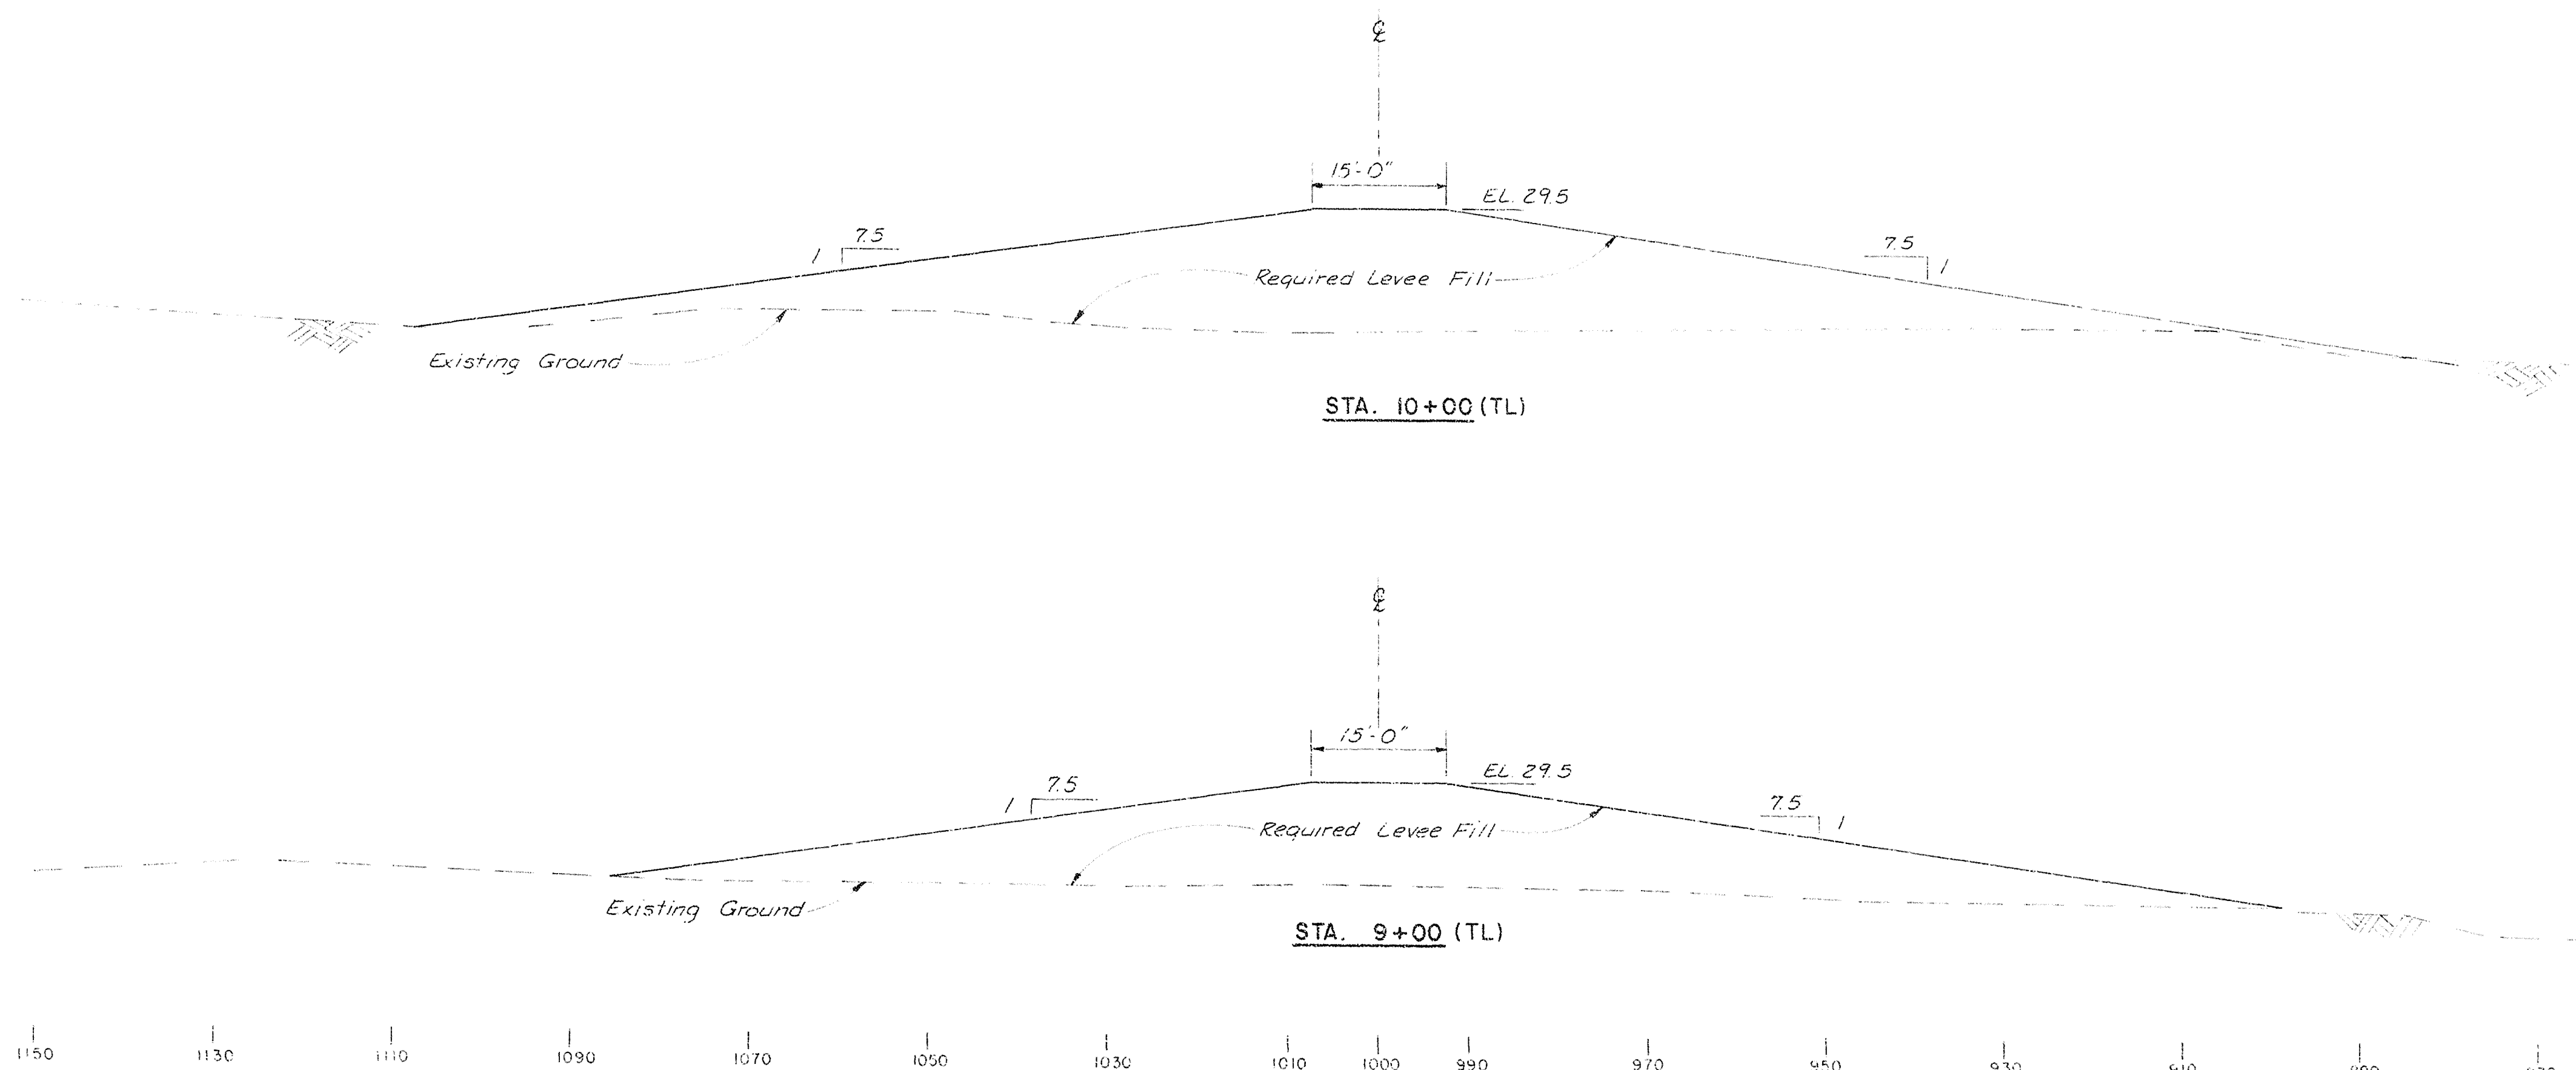 ℄
15'-0"
EL. 29.5
7.5
1
7.5
1
Required Levee Fill
Existing Ground
STA. 10+00 (TL)
℄
15'-0"
EL. 29.5
7.5
1
7.5
1
Required Levee Fill
Existing Ground
STA. 9+00 (TL)
1150 1130 1110 1090 1070 1050 1030 1010 1000 990 970 950 930 910